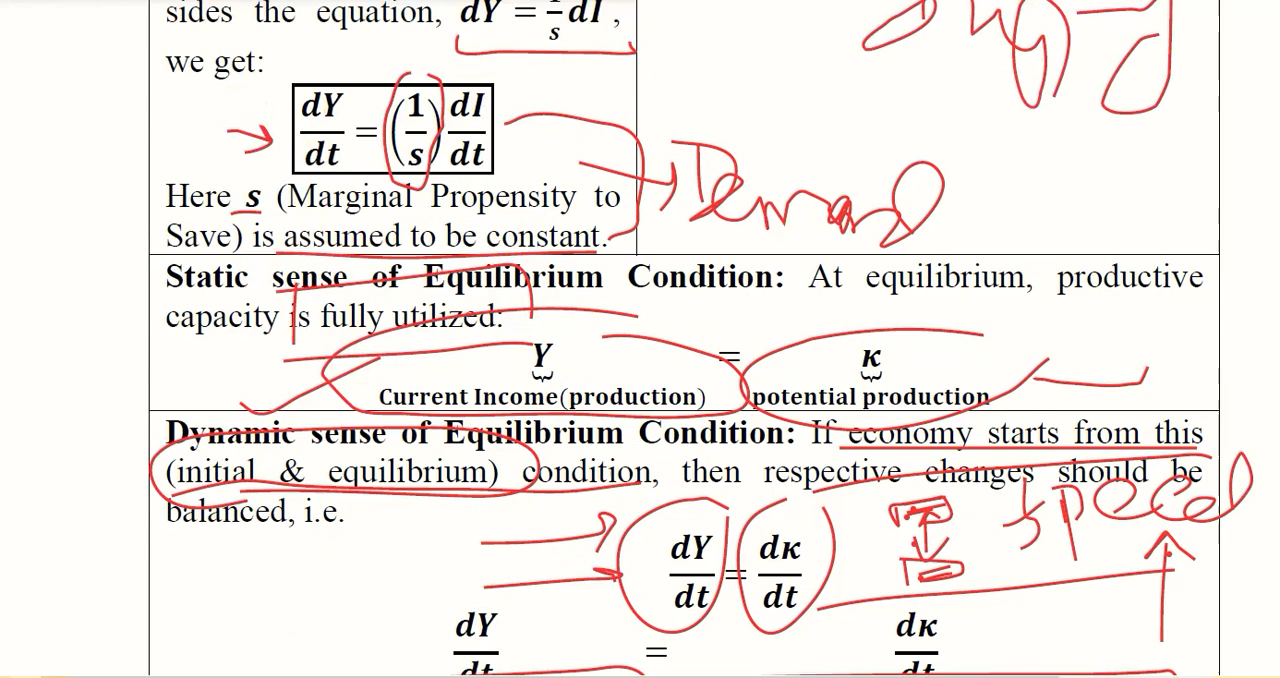 sides the equation, dY = 1/s dI ,
we get:
dY/dt = (1/s) dI/dt
Here s (Marginal Propensity to
Save) is assumed to be constant.
Demand
Static sense of Equilibrium Condition: At equilibrium, productive
capacity is fully utilized:
Y = κ
Current Income(production) potential production
Dynamic sense of Equilibrium Condition: If economy starts from this
(initial & equilibrium) condition, then respective changes should be
balanced, i.e.
Speed
dY/dt = dκ/dt
dY/dt = dκ/dt